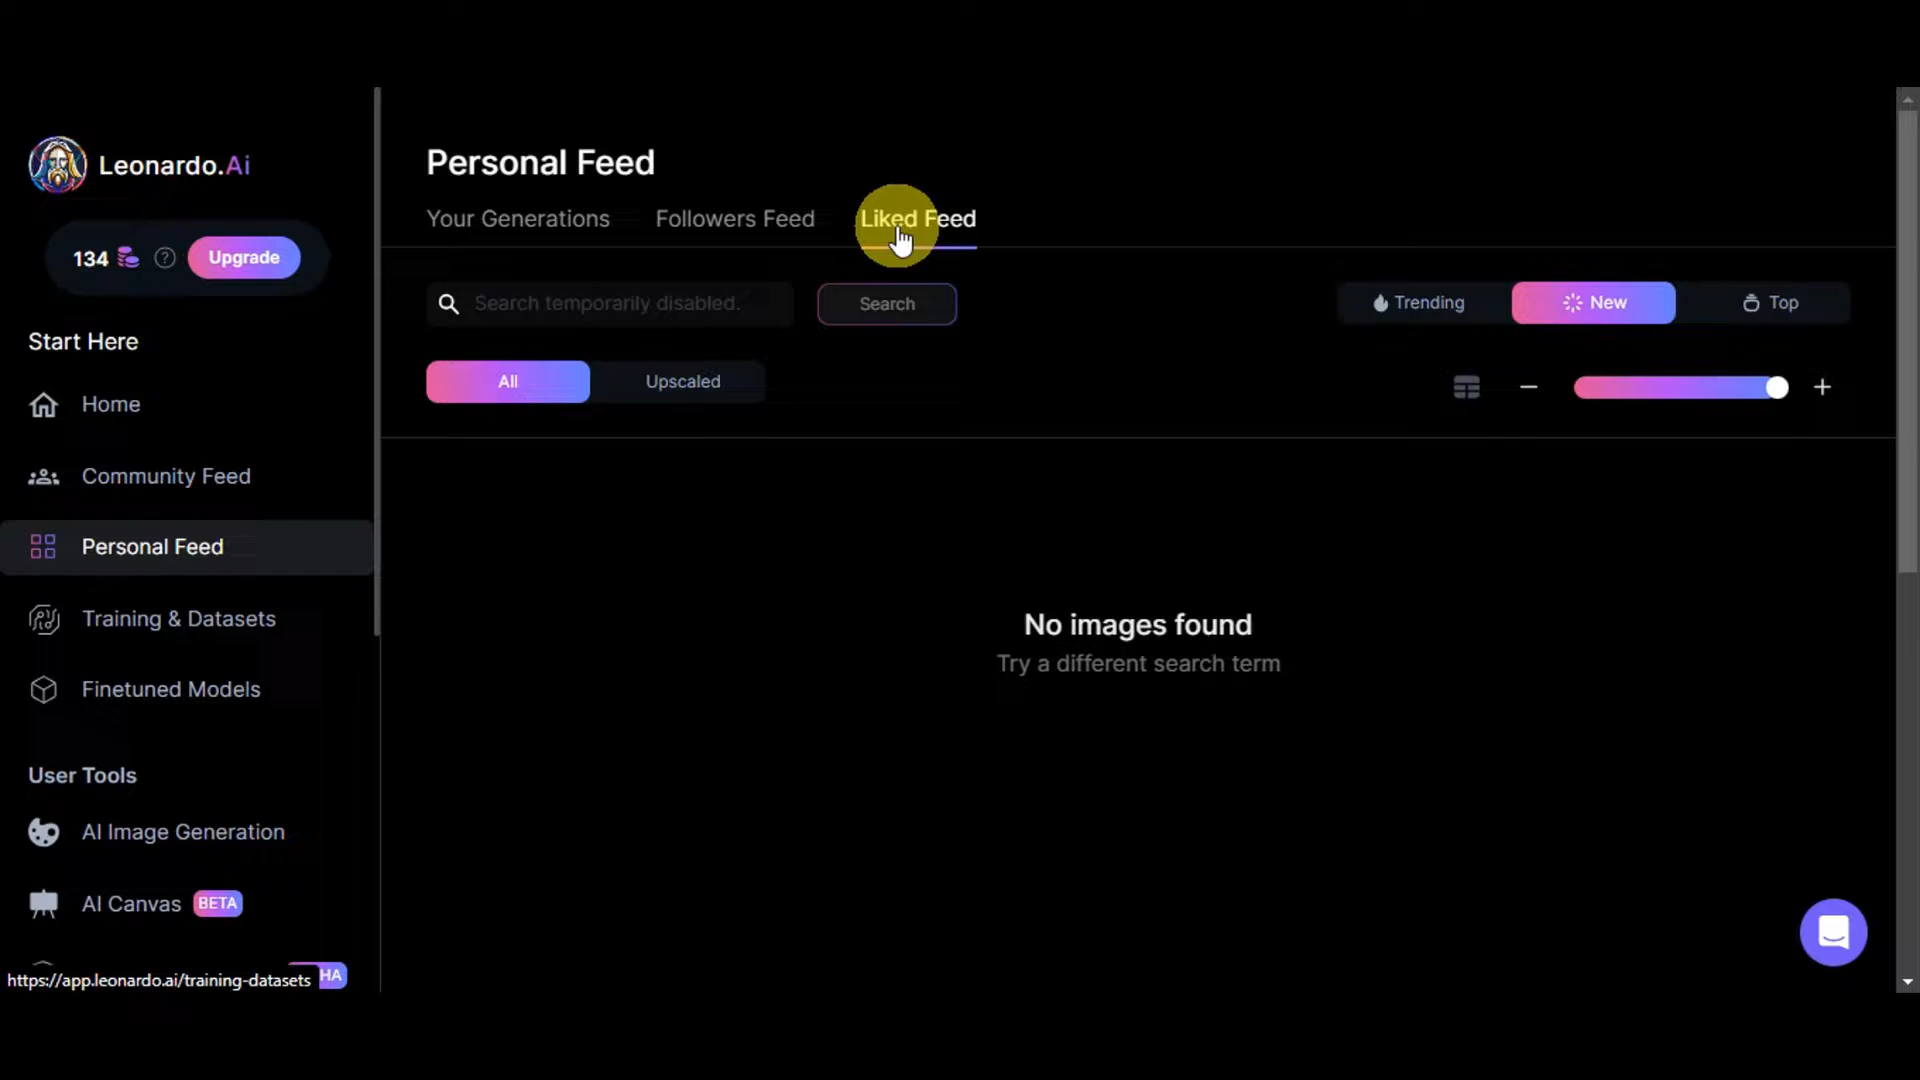 Leonardo.Ai
134
Upgrade
Start Here
Home
Community Feed
Personal Feed
Training & Datasets
Finetuned Models
User Tools
AI Image Generation
AI Canvas BETA
HA
https://app.leonardo.ai/training-datasets
Personal Feed
Your Generations Followers Feed Liked Feed
Search temporarily disabled. Search Trending New Top
All Upscaled
No images found
Try a different search term